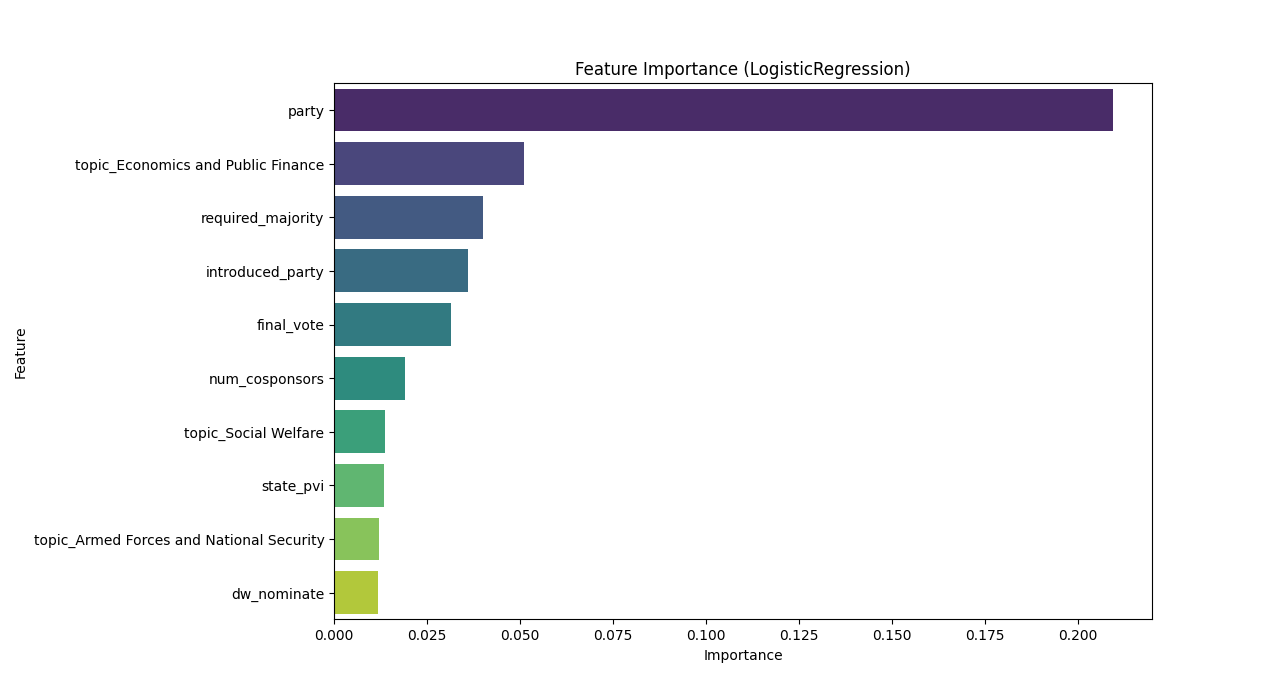 Feature Importance (LogisticRegression)
party
topic_Economics and Public Finance
required_majority
introduced_party
final_vote
num_cosponsors
topic_Social Welfare
state_pvi
topic_Armed Forces and National Security
dw_nominate
Feature
0.000 0.025 0.050 0.075 0.100 0.125 0.150 0.175 0.200
Importance